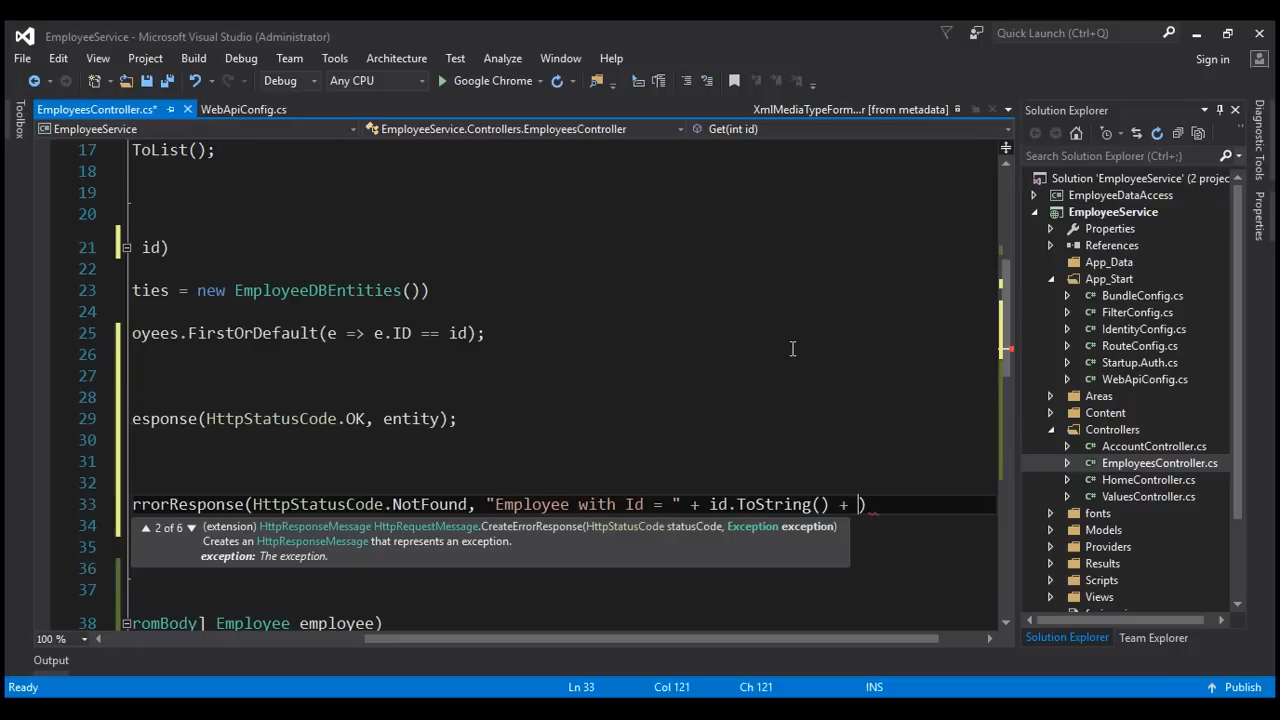 EmployeeService - Microsoft Visual Studio (Administrator)
Quick Launch (Ctrl+Q)
File Edit View Project Build Debug Team Tools Architecture Test Analyze Window Help
Sign in
Debug Any CPU Google Chrome
EmployeesController.cs* WebApiConfig.cs XmlMediaTypeForm...r [from metadata]
EmployeeService EmployeeService.Controllers.EmployeesController Get(int id)
Toolbox
17 ToList();
18
19
20
21 id)
22
23 ties = new EmployeeDBEntities())
24
25 oyees.FirstOrDefault(e => e.ID == id);
26
27
28
29 esponse(HttpStatusCode.OK, entity);
30
31
32
33 rrorResponse(HttpStatusCode.NotFound, "Employee with Id = " + id.ToString() + )
34
2 of 6 (extension) HttpResponseMessage HttpRequestMessage.CreateErrorResponse(HttpStatusCode statusCode, Exception exception)
Creates an HttpResponseMessage that represents an exception.
exception: The exception.
35
36
37
38 romBody] Employee employee)
100 %
Output
Ready Ln 33 Col 121 Ch 121 INS Publish
Solution Explorer
Search Solution Explorer (Ctrl+;)
Solution 'EmployeeService' (2 projec
EmployeeDataAccess
EmployeeService
Properties
References
App_Data
App_Start
BundleConfig.cs
FilterConfig.cs
IdentityConfig.cs
RouteConfig.cs
Startup.Auth.cs
WebApiConfig.cs
Areas
Content
Controllers
AccountController.cs
EmployeesController.cs
HomeController.cs
ValuesController.cs
Fonts
Models
Providers
Results
Scripts
Views
Solution Explorer Team Explorer
Diagnostic Tools
Properties